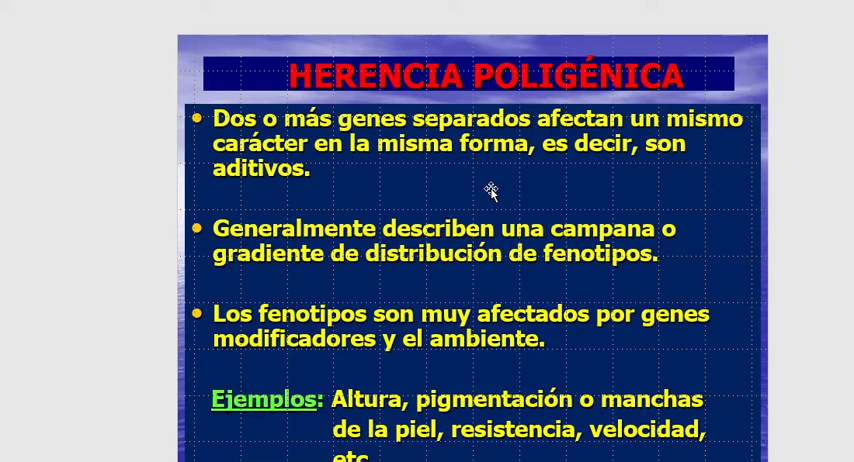 HERENCIA POLIGÉNICA
• Dos o más genes separados afectan un mismo
carácter en la misma forma, es decir, son
aditivos.
• Generalmente describen una campana o
gradiente de distribución de fenotipos.
• Los fenotipos son muy afectados por genes
modificadores y el ambiente.
Ejemplos: Altura, pigmentación o manchas
de la piel, resistencia, velocidad,
etc